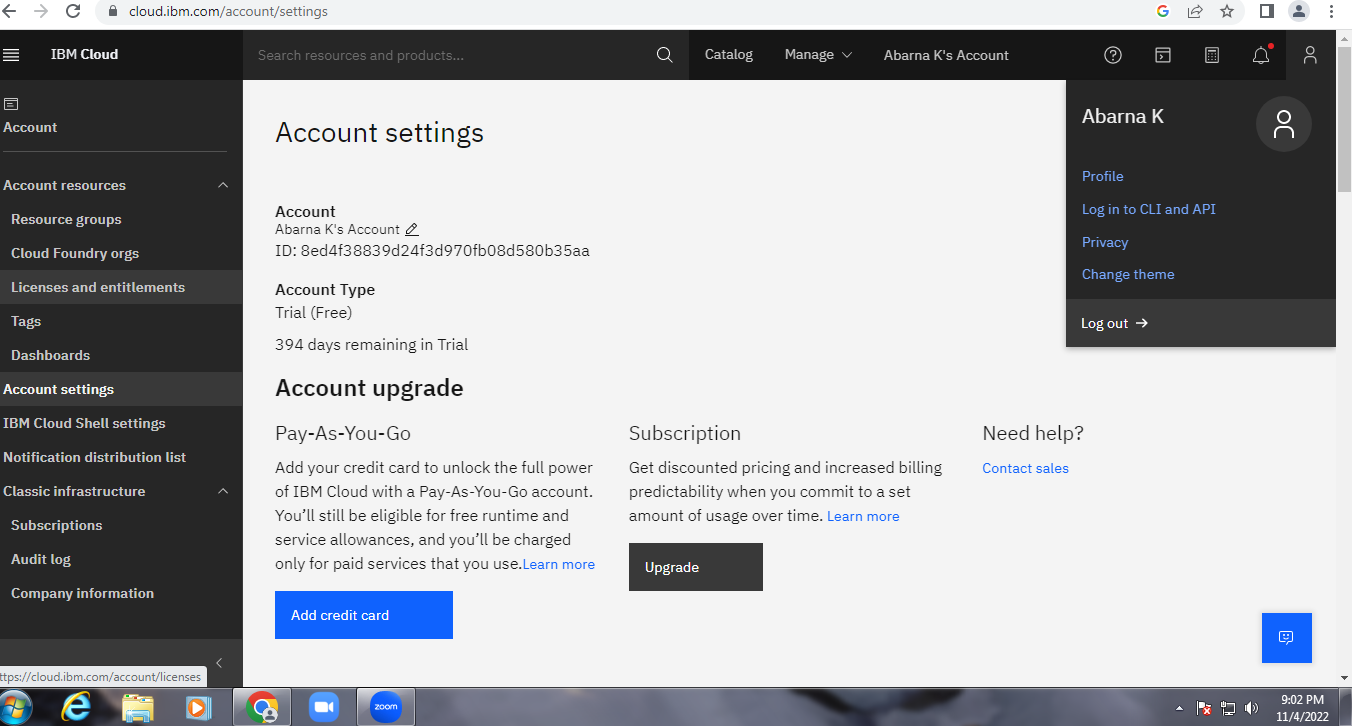 cloud.ibm.com/account/settings
IBM Cloud
Search resources and products...
Catalog
Manage
Abarna K's Account
Account
Account resources
Resource groups
Cloud Foundry orgs
Licenses and entitlements
Tags
Dashboards
Account settings
IBM Cloud Shell settings
Notification distribution list
Classic infrastructure
Subscriptions
Audit log
Company information
ttps://cloud.ibm.com/account/licenses
Account settings
Account
Abarna K's Account
ID: 8ed4f38839d24f3d970fb08d580b35aa
Account Type
Trial (Free)
394 days remaining in Trial
Account upgrade
Pay-As-You-Go
Add your credit card to unlock the full power
of IBM Cloud with a Pay-As-You-Go account.
You’ll still be eligible for free runtime and
service allowances, and you’ll be charged
only for paid services that you use.Learn more
Add credit card
Subscription
Get discounted pricing and increased billing
predictability when you commit to a set
amount of usage over time. Learn more
Upgrade
Need help?
Contact sales
Abarna K
Profile
Log in to CLI and API
Privacy
Change theme
Log out
zoom
9:02 PM
11/4/2022